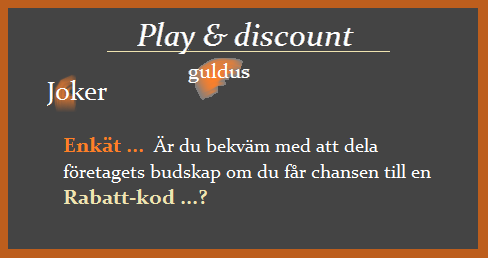 Play & discount
guldus
Joker
Enkät ... Är du bekväm med att dela
företagets budskap om du får chansen till en
Rabatt-kod ...?